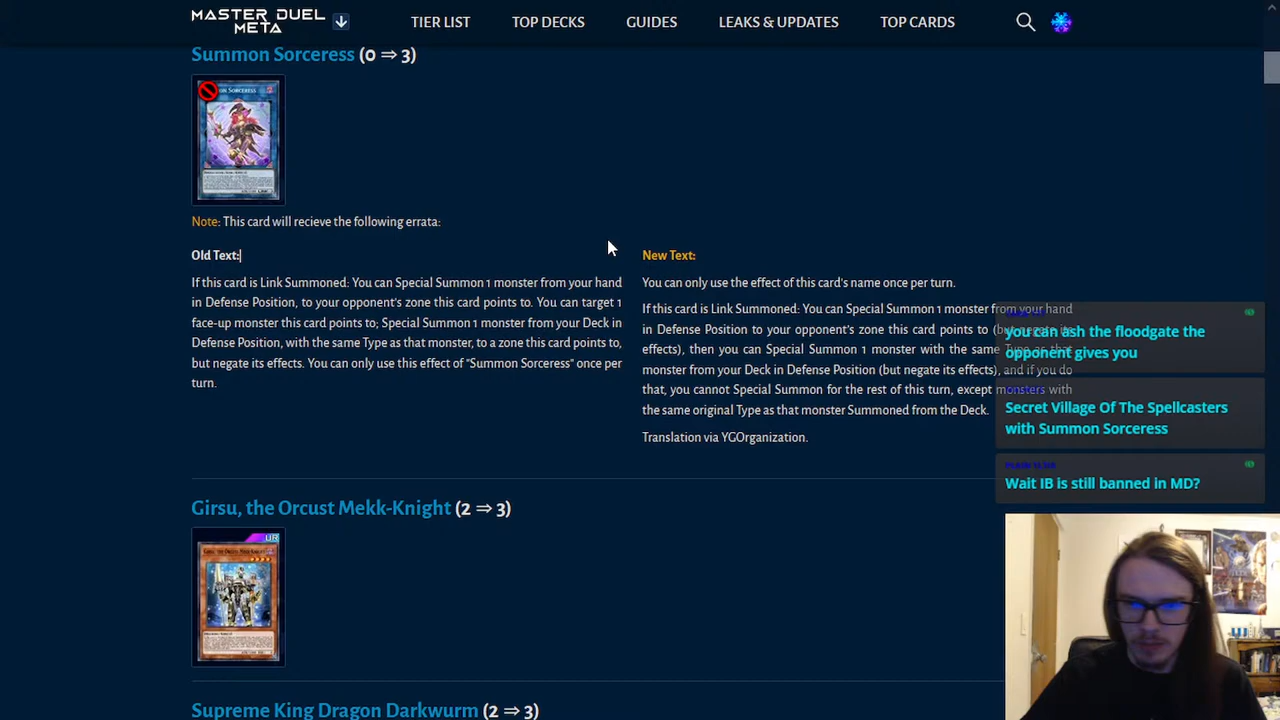 MASTER DUEL
META
TIER LIST
TOP DECKS
GUIDES
LEAKS & UPDATES
TOP CARDS
Summon Sorceress (0 ⇒ 3)
Note: This card will recieve the following errata:
Old Text:
If this card is Link Summoned: You can Special Summon 1 monster from your hand
in Defense Position, to your opponent's zone this card points to. You can target 1
face-up monster this card points to; Special Summon 1 monster from your Deck in
Defense Position, with the same Type as that monster, to a zone this card points to,
but negate its effects. You can only use this effect of "Summon Sorceress" once per
turn.
New Text:
You can only use the effect of this card's name once per turn.
If this card is Link Summoned: You can Special Summon 1 monster from your hand
in Defense Position to your opponent's zone this card points to (but negate its
effects), then you can Special Summon 1 monster with the same Type as that
monster from your Deck in Defense Position (but negate its effects), and if you do
that, you cannot Special Summon for the rest of this turn, except monsters with
the same original Type as that monster Summoned from the Deck.
Translation via YGOrganization.
you can ash the floodgate the
opponent gives you
Secret Village Of The Spellcasters
with Summon Sorceress
Wait IB is still banned in MD?
Girsu, the Orcust Mekk-Knight (2 ⇒ 3)
UR
Supreme King Dragon Darkwurm (2 ⇒ 3)